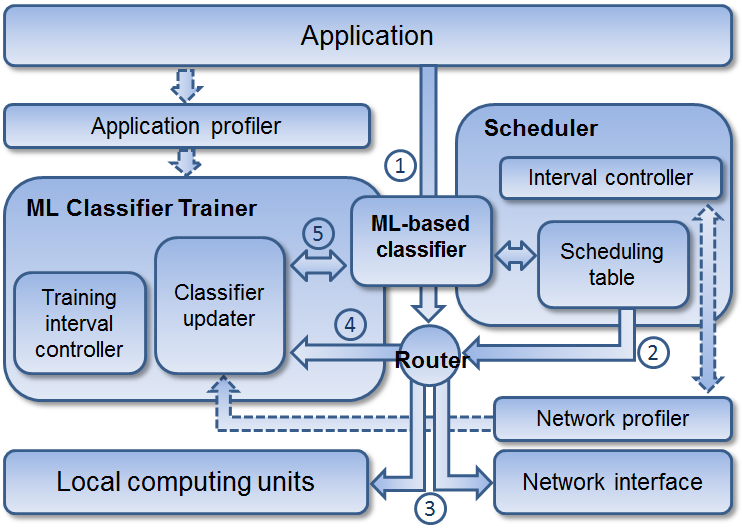 Application
Application profiler
1
Scheduler
Interval controller
ML Classifier Trainer
5
ML-based
classifier
Scheduling
table
Training
interval
controller
Classifier
updater
4
Router
2
Network profiler
Local computing units
3
Network interface